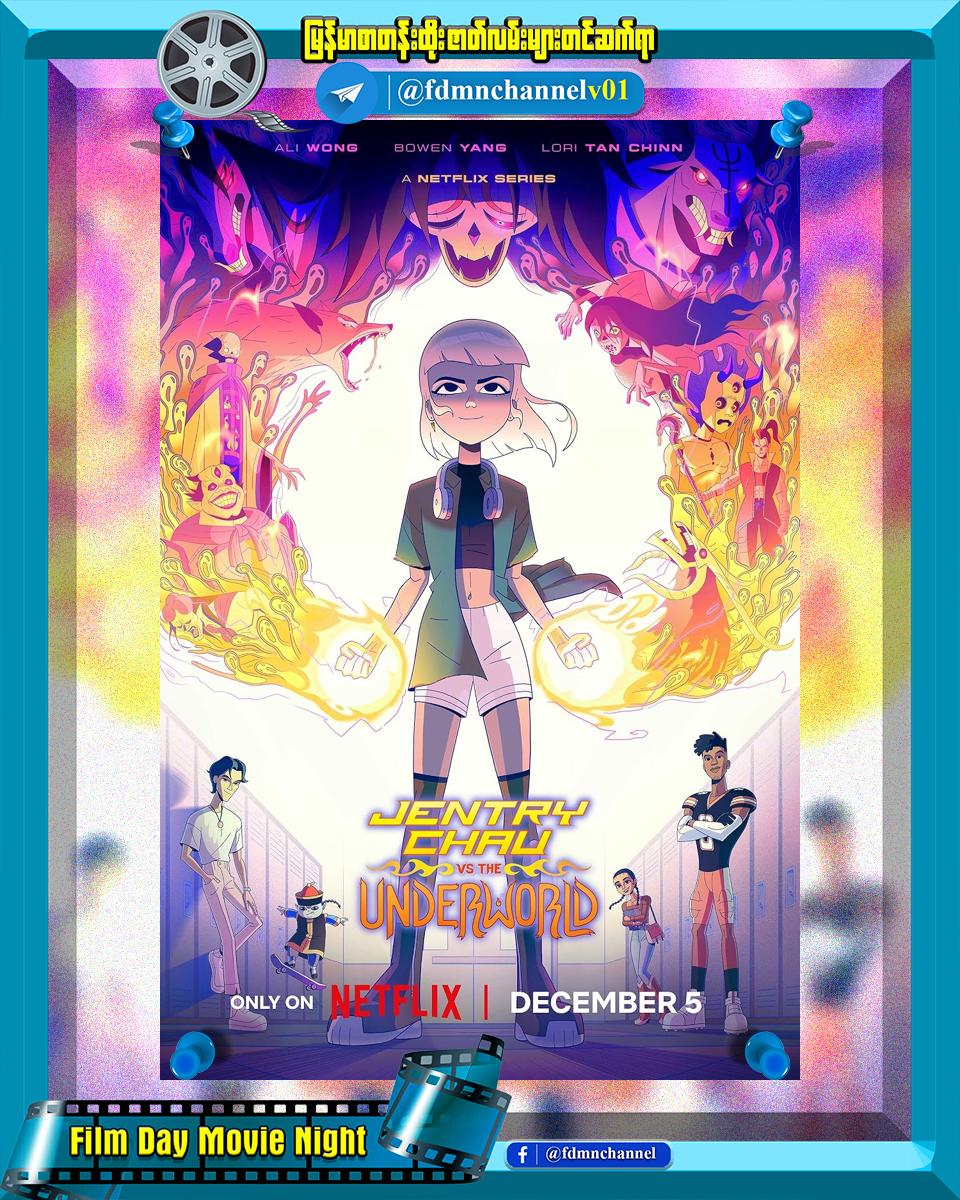 မြန်မာစာတန်းထိုးဇာတ်လမ်းများတင်ဆက်ရာ
@fdmnchannelv01
ALI WONG BOWEN YANG LORI TAN CHINN
A NETFLIX SERIES
JENTRY
CHAU
VS THE
UNDERWORLD
ONLY ON NETFLIX | DECEMBER 5
Film Day Movie Night
@fdmnchannel